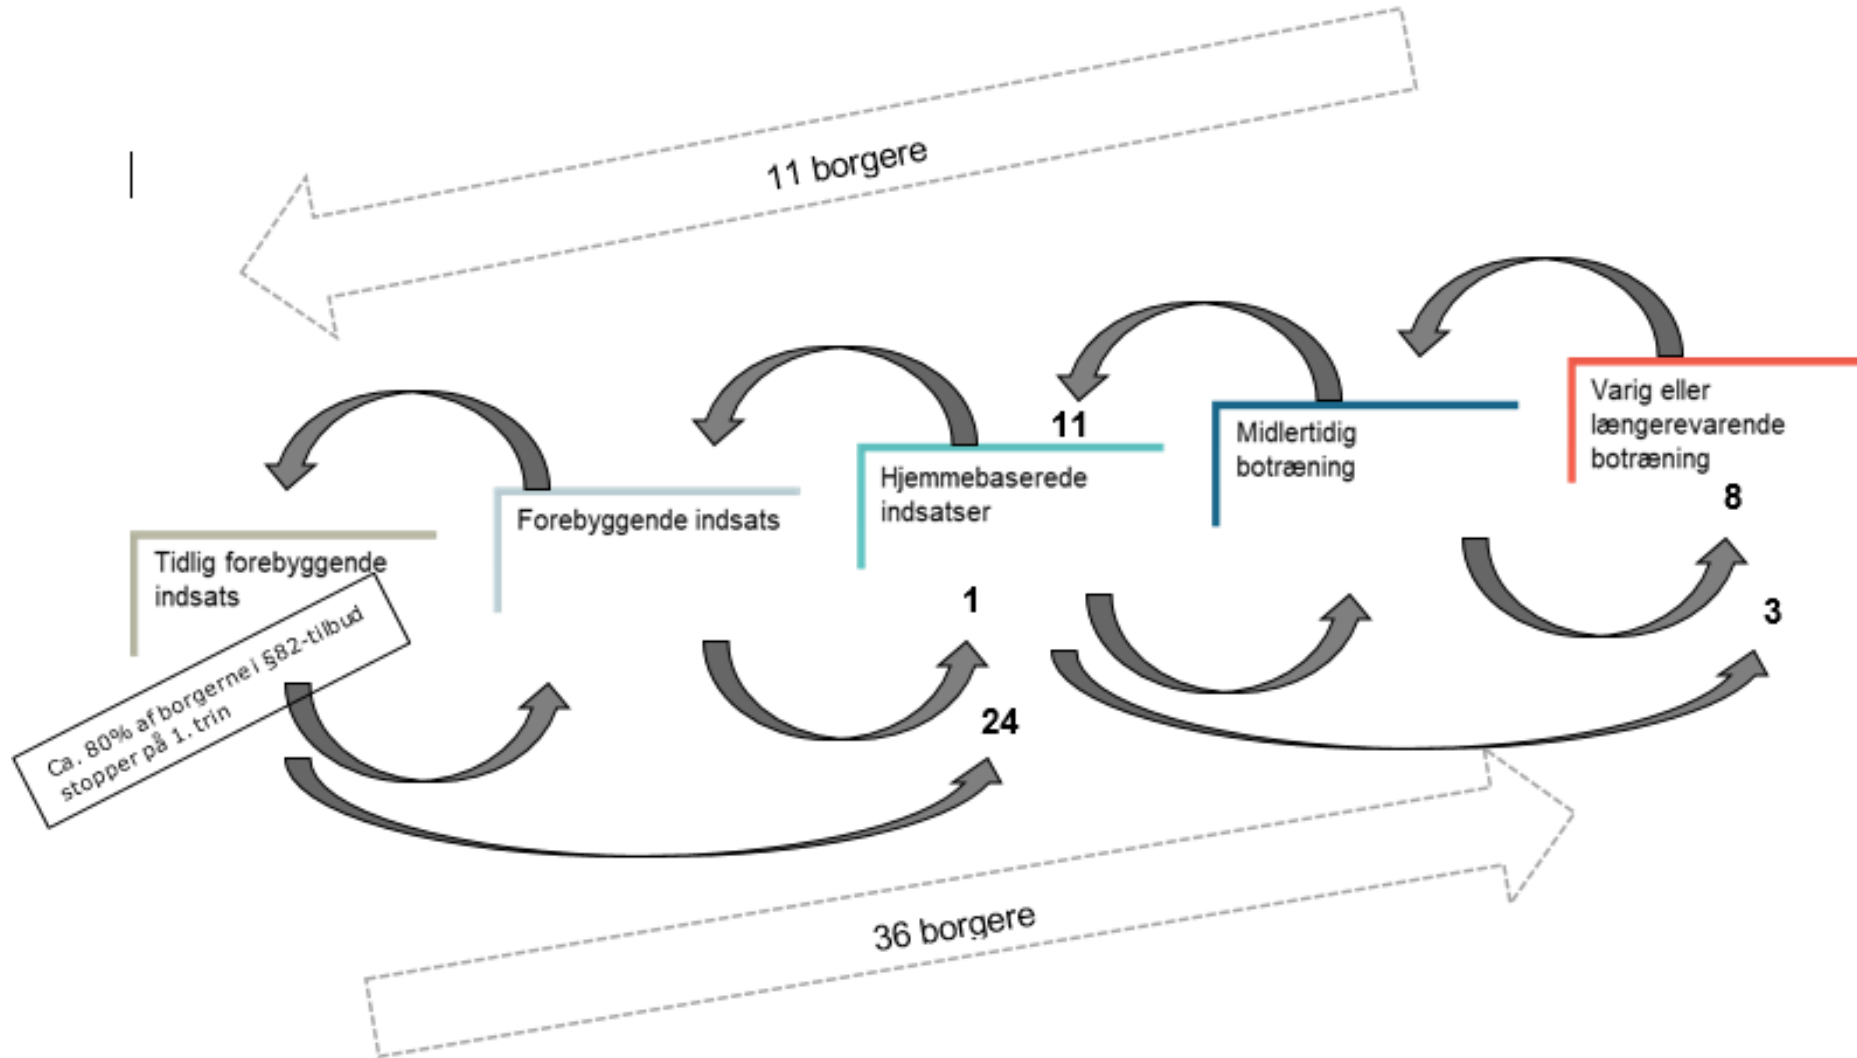 11 borgere
11
Varig eller
længerevarende
botræning
8
Midlertidig
botræning
Hjemmebaserede
indsatser
Forebyggende indsats
Tidlig forebyggende
indsats
Ca. 80% af borgerne i §82-tilbud
stopper på 1. trin
1
3
24
36 borgere